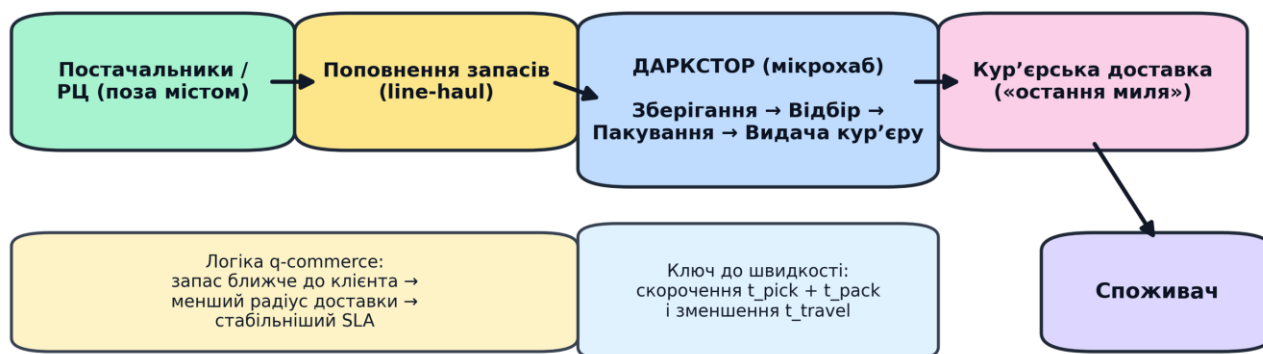 Постачальники /
РЦ (поза містом)
Поповнення запасів
(line-haul)
ДАРКСТОР (мікрохаб)
Зберігання → Відбір →
Пакування → Видача кур’єру
Кур’єрська доставка
(«остання миля»)
Логіка q-commerce:
запас ближче до клієнта →
менший радіус доставки →
стабільніший SLA
Ключ до швидкості:
скорочення t_pick + t_pack
і зменшення t_travel
Споживач